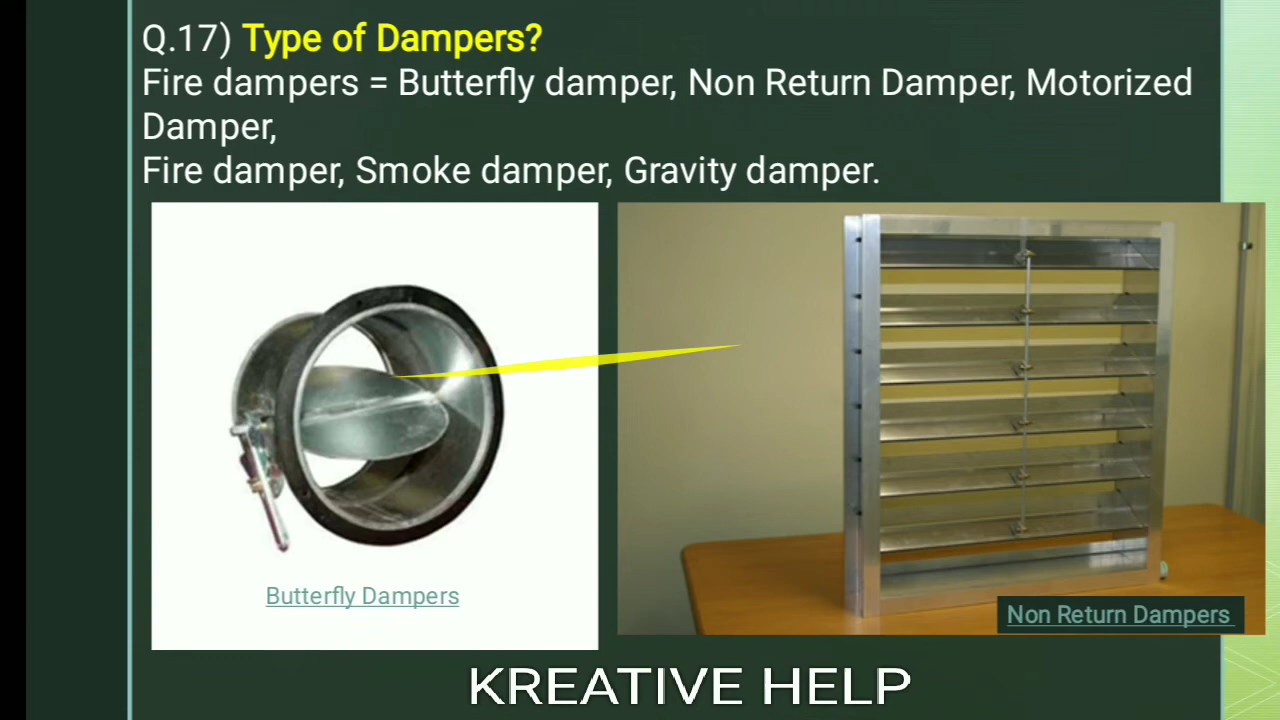 Q.17) Type of Dampers?
Fire dampers = Butterfly damper, Non Return Damper, Motorized
Damper,
Fire damper, Smoke damper, Gravity damper.
Butterfly Dampers
Non Return Dampers
KREATIVE HELP